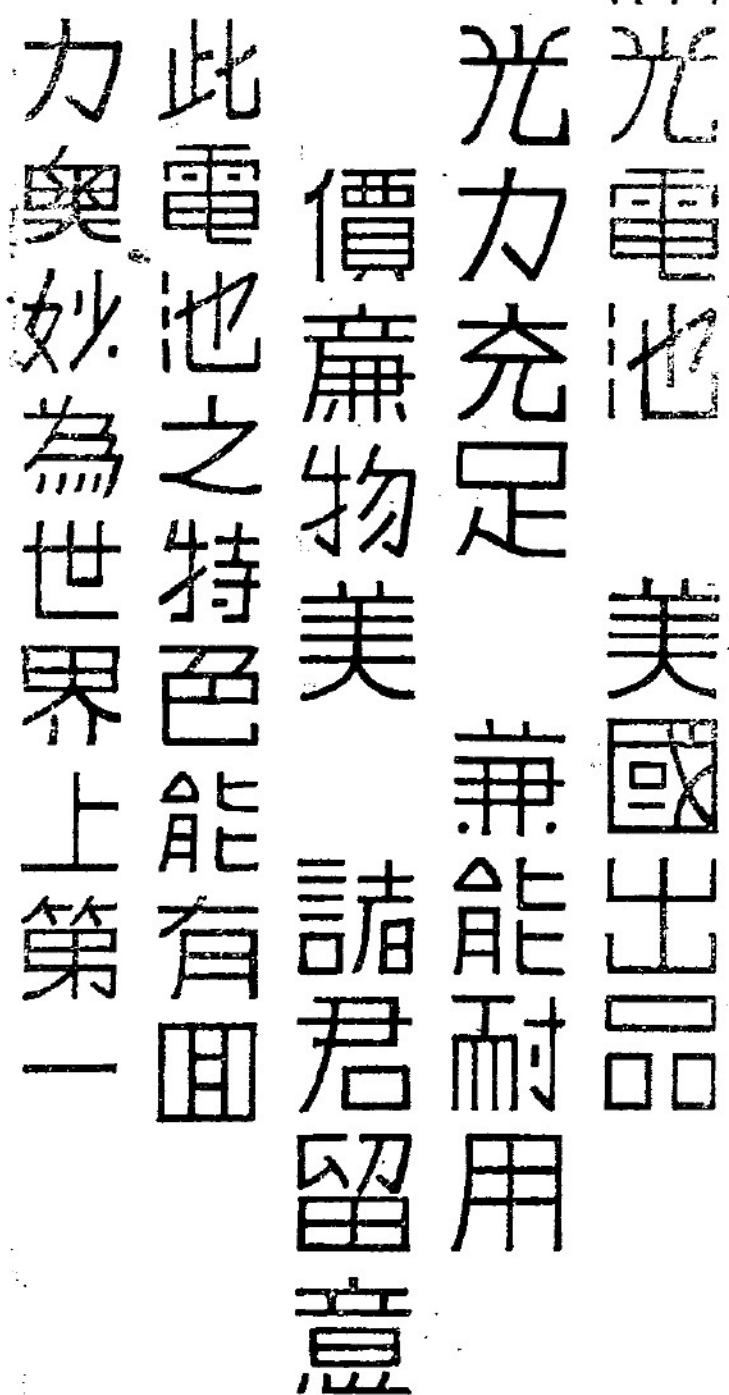 光電池 美國出品
光力充足 兼能耐用
價廉物美 諸君留意
此電池之特色能有囬
力奧妙為世界上第一